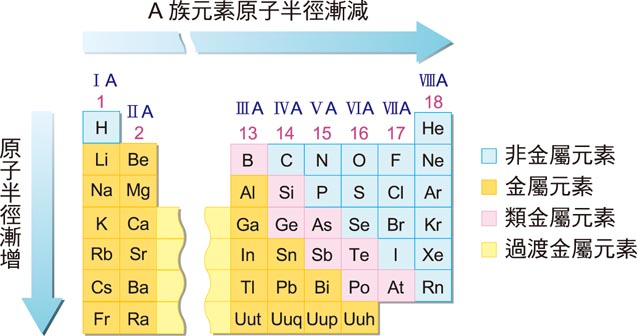 A 族元素原子半徑漸減
原子半徑漸增
ⅠA ⅡA ⅢA ⅣA ⅤA ⅥA ⅦA ⅧA
1 2 13 14 15 16 17 18
H He
Li Be B C N O F Ne
Na Mg Al Si P S Cl Ar
K Ca Ga Ge As Se Br Kr
Rb Sr In Sn Sb Te I Xe
Cs Ba Tl Pb Bi Po At Rn
Fr Ra Uut Uuq Uup Uuh
非金屬元素
金屬元素
類金屬元素
過渡金屬元素